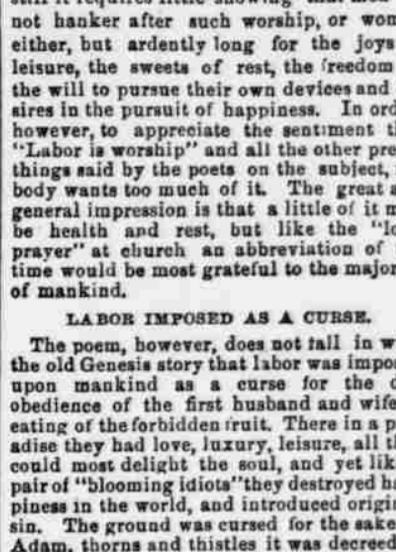 not hanker after such worship, or wom
either, but ardently long for the joys
leisure, the sweets of rest, the freedom
the will to pursue their own devices and
sires in the pursuit of happiness. In ord
however, to appreciate the sentiment th
"Labor is worship" and all the other pre
things said by the poets on the subject,
body wants too much of it. The great a
general impression is that a little of it m
be health and rest, but like the "lo
prayer" at church an abbreviation of
time would be most grateful to the major
of mankind.
LABOR IMPOSED AS A CURSE.
The poem, however, does not fall in w
the old Genesis story that labor was impo
upon mankind as a curse for the d
obedience of the first husband and wife
eating of the forbidden fruit. There in a p
adise they had love, luxury, leisure, all th
could most delight the soul, and yet lik
pair of "blooming idiots" they destroyed ha
piness in the world, and introduced origin
sin. The ground was cursed for the sake
Adam, thorns and thistles it was decreed